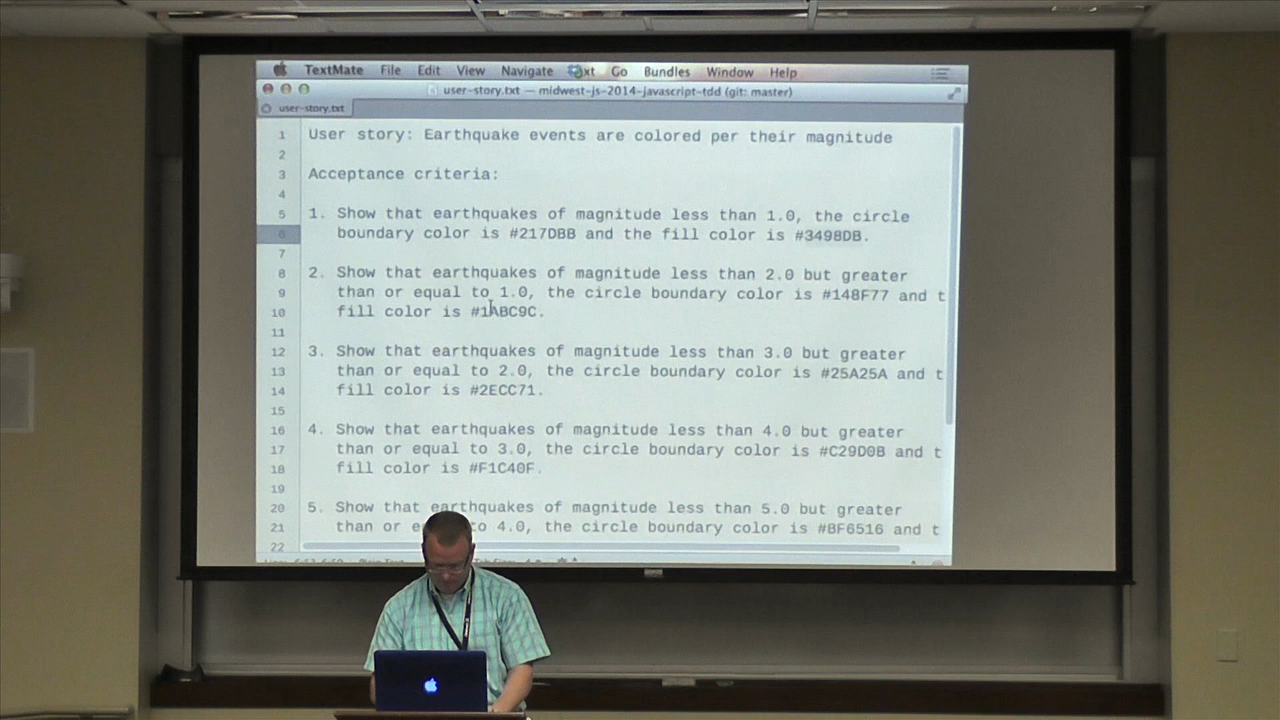 TextMate File Edit View Navigate Text Go Bundles Window Help
user-story.txt — midwest-js-2014-javascript-tdd (git: master)
user-story.txt
1 User story: Earthquake events are colored per their magnitude
2
3 Acceptance criteria:
4
5 1. Show that earthquakes of magnitude less than 1.0, the circle
6 boundary color is #217DBB and the fill color is #3498DB.
7
8 2. Show that earthquakes of magnitude less than 2.0 but greater
9 than or equal to 1.0, the circle boundary color is #148F77 and t
10 fill color is #1ABC9C.
11
12 3. Show that earthquakes of magnitude less than 3.0 but greater
13 than or equal to 2.0, the circle boundary color is #25A25A and t
14 fill color is #2ECC71.
15
16 4. Show that earthquakes of magnitude less than 4.0 but greater
17 than or equal to 3.0, the circle boundary color is #C29D0B and t
18 fill color is #F1C40F.
19
20 5. Show that earthquakes of magnitude less than 5.0 but greater
21 than or e to 4.0, the circle boundary color is #BF6516 and t
22